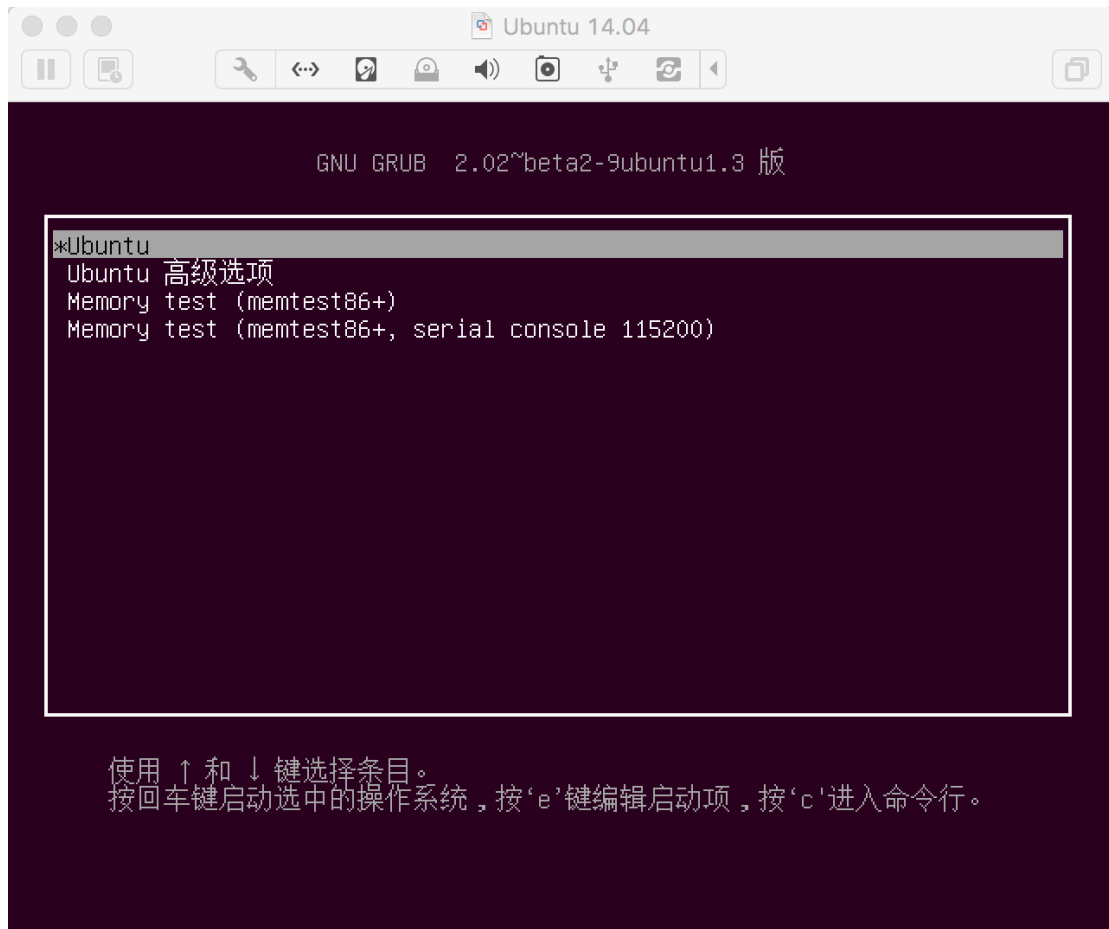 Ubuntu 14.04
GNU GRUB 2.02~beta2-9ubuntu1.3 版
*Ubuntu
Ubuntu 高级选项
Memory test (memtest86+)
Memory test (memtest86+, serial console 115200)
使用 ↑ 和 ↓ 键选择条目。
按回车键启动选中的操作系统，按‘e’键编辑启动项，按‘c'进入命令行。